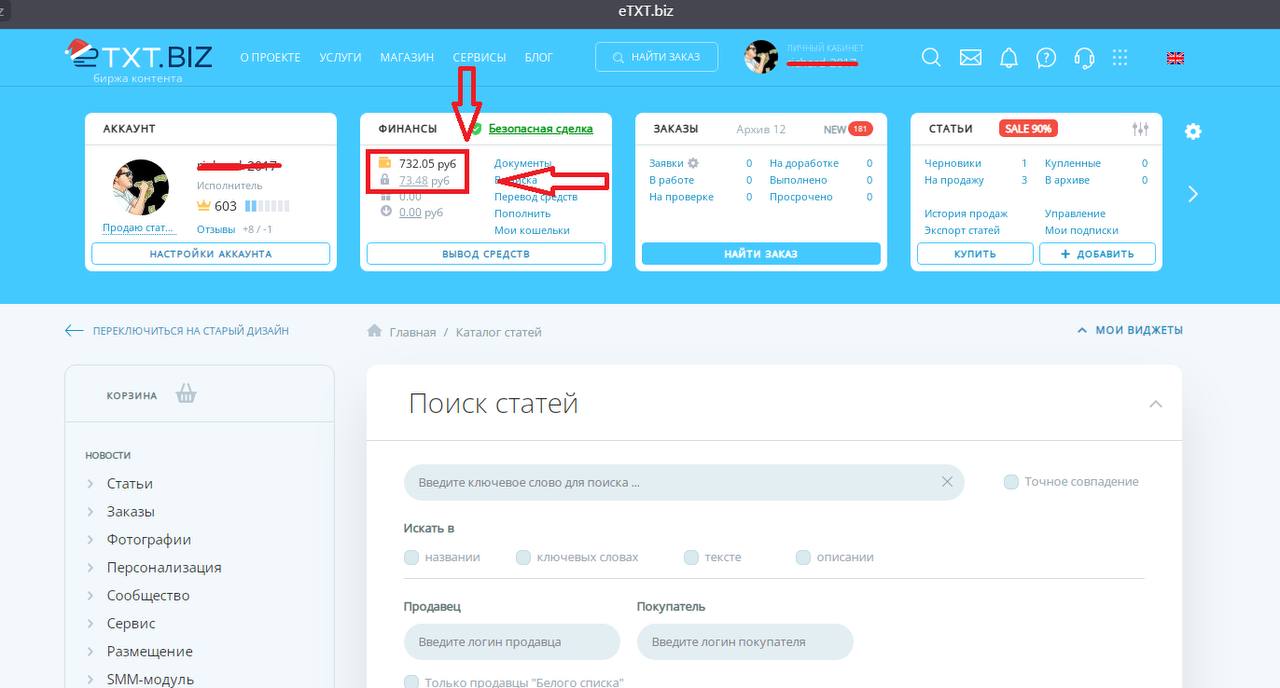 eTXT.biz
eTXT.BIZ
биржа контента
О ПРОЕКТЕ УСЛУГИ МАГАЗИН СЕРВИСЫ БЛОГ
НАЙТИ ЗАКАЗ
ЛИЧНЫЙ КАБИНЕТ
АККАУНТ
Исполнитель
603
Продаю стат...
Отзывы +8 / -1
НАСТРОЙКИ АККАУНТА
ФИНАНСЫ Безопасная сделка
732.05 руб Документы
73.48 руб
0.00 Перевод средств
0.00 руб Пополнить
Мои кошельки
ВЫВОД СРЕДСТВ
ЗАКАЗЫ Архив 12 NEW 181
Заявки 0 На доработке 0
В работе 0 Выполнено 0
На проверке 0 Просрочено 0
НАЙТИ ЗАКАЗ
СТАТЬИ SALE 90%
Черновики 1 Купленные 0
На продажу 3 В архиве 0
История продаж Управление
Экспорт статей Мои подписки
КУПИТЬ + ДОБАВИТЬ
ПЕРЕКЛЮЧИТЬСЯ НА СТАРЫЙ ДИЗАЙН
Главная / Каталог статей
МОИ ВИДЖЕТЫ
КОРЗИНА
НОВОСТИ
Статьи
Заказы
Фотографии
Персонализация
Сообщество
Сервис
Размещение
SMM-модуль
Поиск статей
Введите ключевое слово для поиска ...
Точное совпадение
Искать в
названии ключевых словах тексте описании
Продавец Покупатель
Введите логин продавца Введите логин покупателя
Только продавцы "Белого списка"